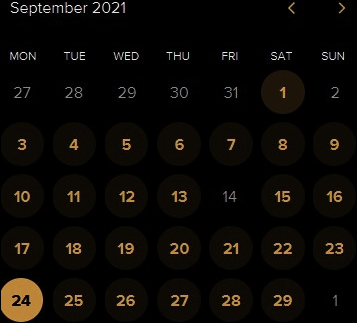 September 2021
MON TUE WED THU FRI SAT SUN
27 28 29 30 31 1 2
3 4 5 6 7 8 9
10 11 12 13 14 15 16
17 18 19 20 21 22 23
24 25 26 27 28 29 1